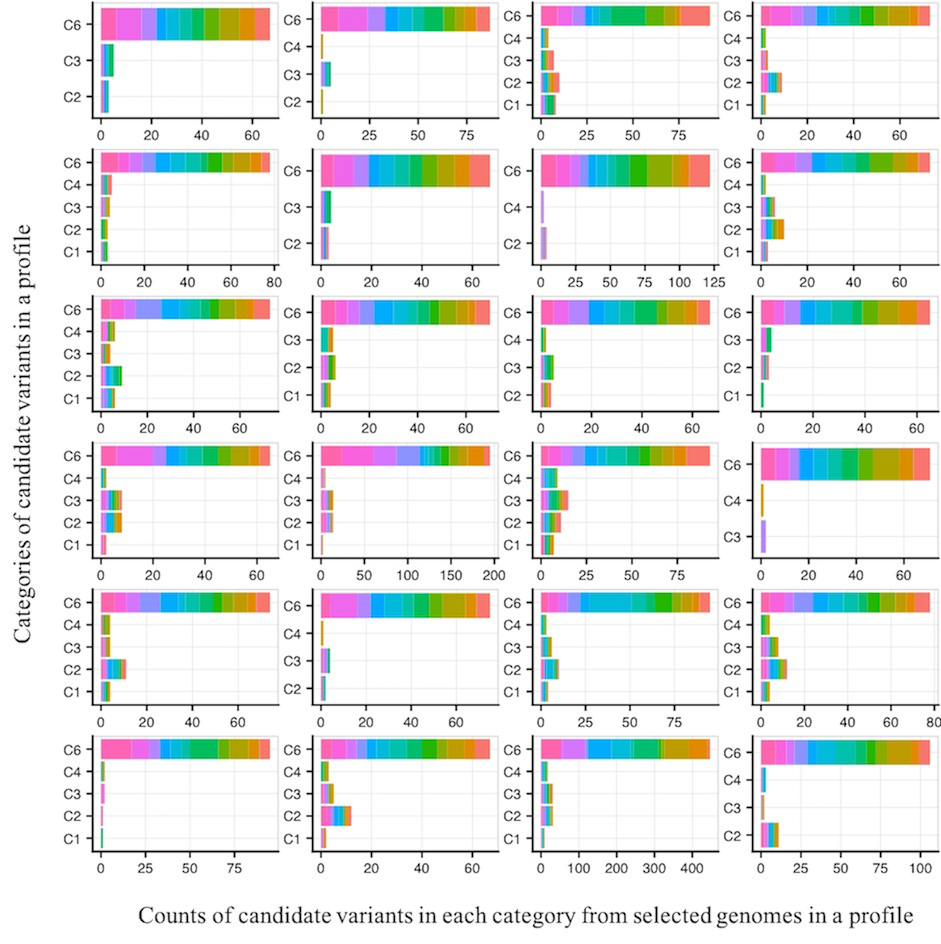 Categories of candidate variants in a profile
C6
C3
C2
0 20 40 60
C6
C4
C3
C2
0 25 50 75
C6
C4
C3
C2
C1
0 25 50 75
C6
C4
C3
C2
C1
0 20 40 60
C6
C4
C3
C2
C1
0 20 40 60 80
C6
C3
C2
0 20 40 60
C6
C4
C2
0 25 50 75 100 125
C6
C4
C3
C2
C1
0 20 40 60
C6
C4
C3
C2
C1
0 20 40 60
C6
C3
C2
C1
0 20 40 60
C6
C4
C3
C2
0 20 40 60
C6
C3
C2
C1
0 20 40 60
C6
C4
C3
C2
C1
0 20 40 60
C6
C4
C3
C2
C1
0 50 100 150 200
C6
C4
C3
C2
C1
0 25 50 75
C6
C4
C3
0 20 40 60
C6
C4
C3
C2
C1
0 20 40 60
C6
C4
C3
C2
0 20 40 60
C6
C4
C3
C2
C1
0 25 50 75
C6
C4
C3
C2
C1
0 20 40 60 80
C6
C4
C3
C2
C1
0 25 50 75
C6
C4
C3
C2
C1
0 20 40 60
C6
C4
C3
C2
C1
0 100 200 300 400
C6
C4
C3
C2
0 25 50 75 100
Counts of candidate variants in each category from selected genomes in a profile